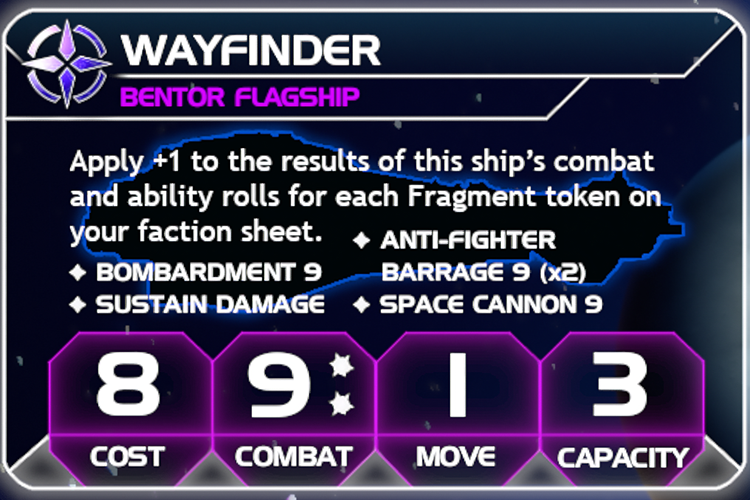 WAYFINDER
BENTOR FLAGSHIP
Apply +1 to the results of this ship's combat
and ability rolls for each Fragment token on
your faction sheet.
◆ ANTI-FIGHTER
BARRAGE 9 (x2)
◆ BOMBARDMENT 9
◆ SUSTAIN DAMAGE
◆ SPACE CANNON 9
8 9 1 3
COST COMBAT MOVE CAPACITY